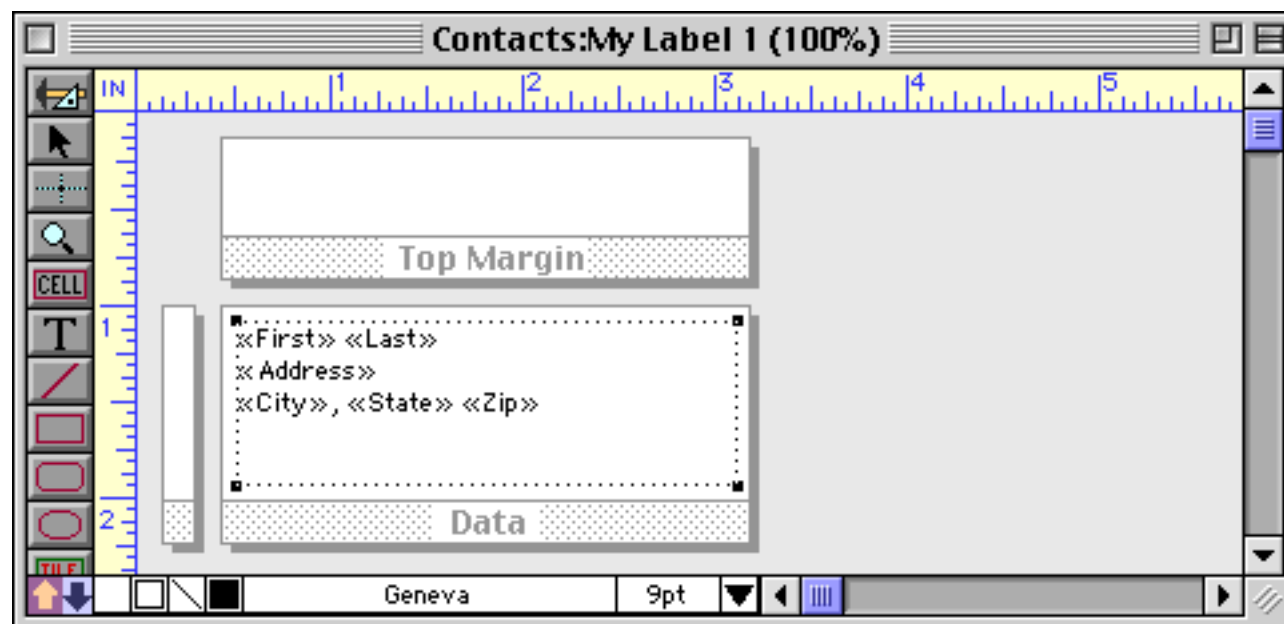 Contacts:My Label 1 (100%)
IN 1 2 3 4 5
Top Margin
CELL
T
1
«First» «Last»
«Address»
«City», «State» «Zip»
2
Data
TILE
Geneva 9pt